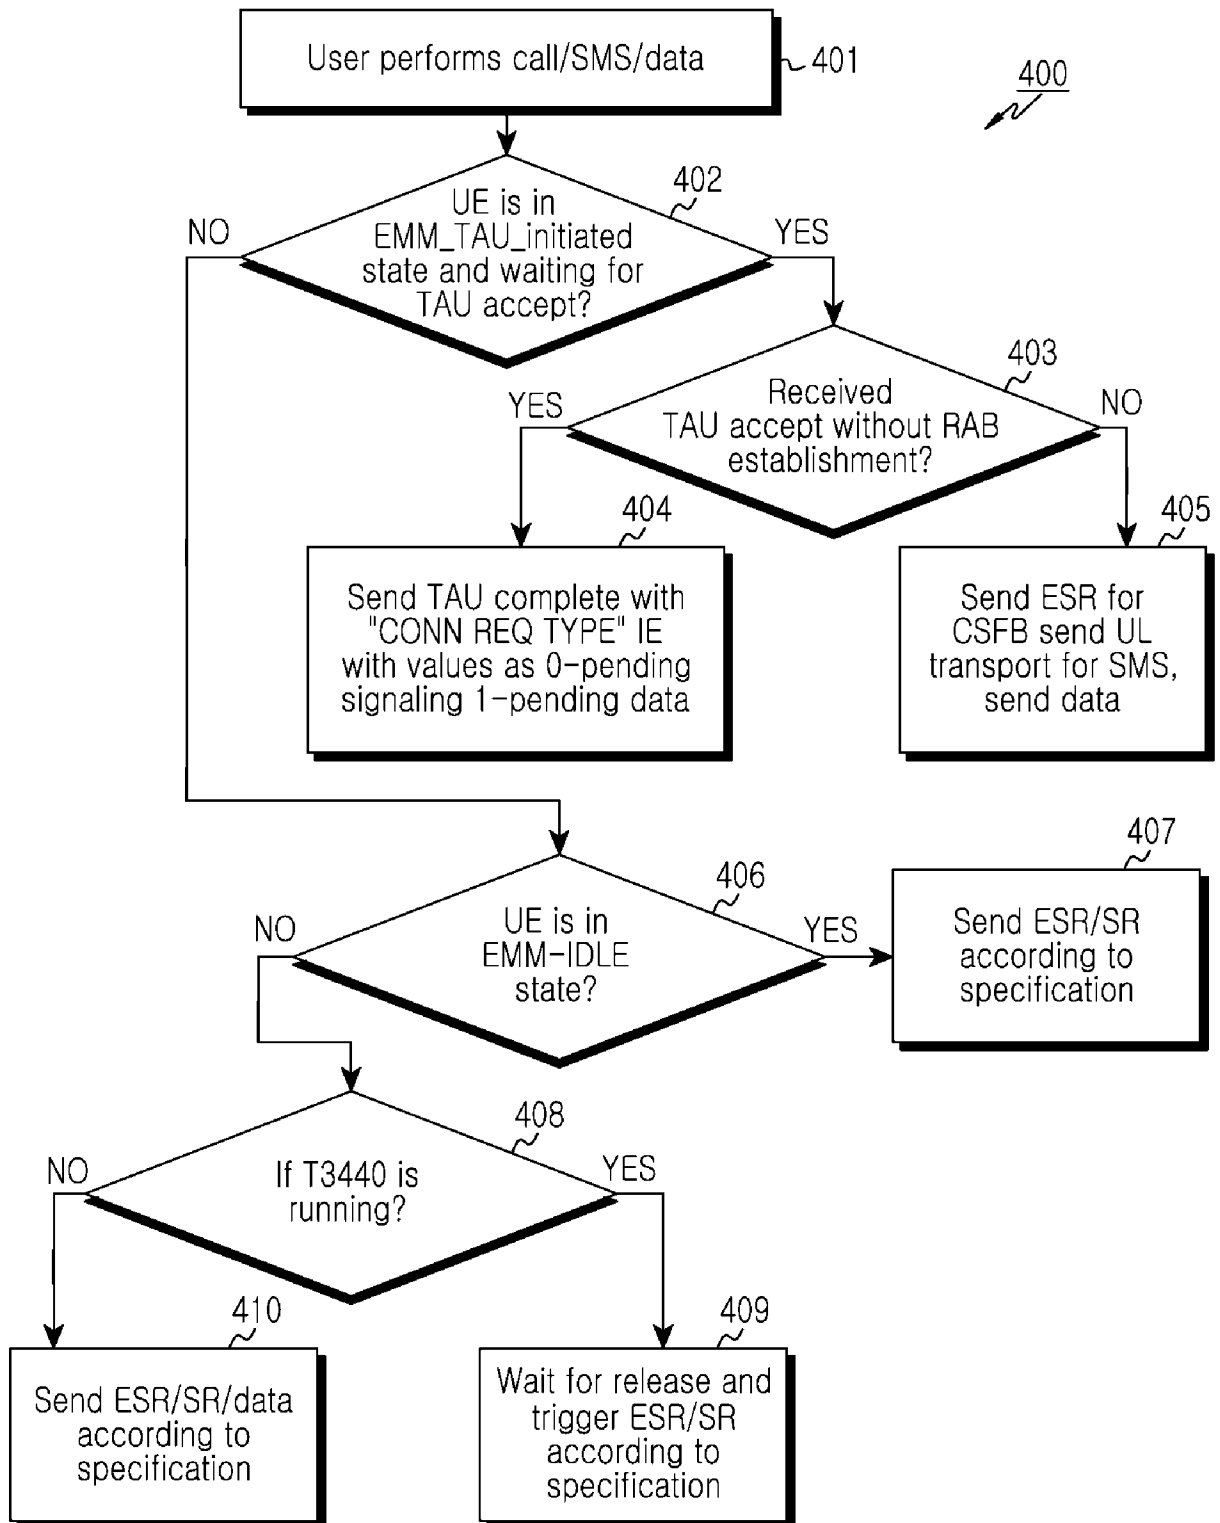 User performs call/SMS/data
401
400
402
UE is in
EMM_TAU_initiated
state and waiting for
TAU accept?
NO
YES
403
Received
TAU accept without RAB
establishment?
YES
NO
404
Send TAU complete with
"CONN REQ TYPE" IE
with values as 0-pending
signaling 1-pending data
405
Send ESR for
CSFB send UL
transport for SMS,
send data
406
UE is in
EMM-IDLE
state?
NO
YES
407
Send ESR/SR
according to
specification
408
If T3440 is
running?
NO
YES
410
Send ESR/SR/data
according to
specification
409
Wait for release and
trigger ESR/SR
according to
specification